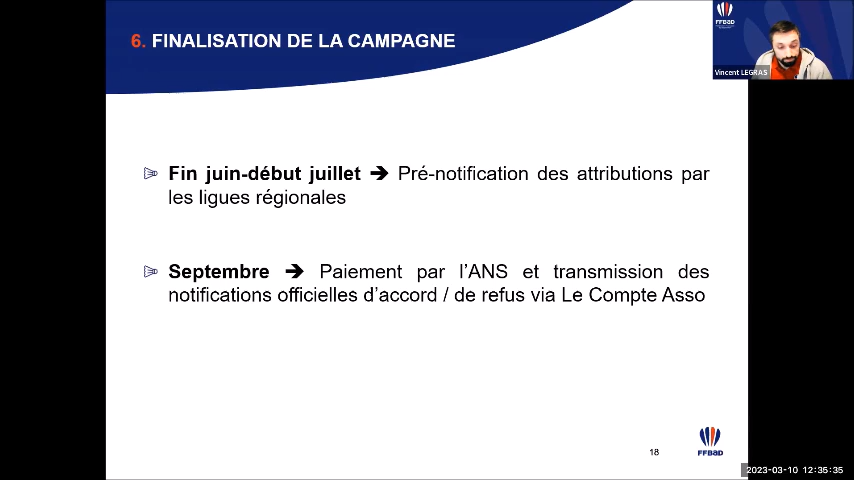 6. FINALISATION DE LA CAMPAGNE
FFBaD
Vincent LEGRAS
Fin juin-début juillet ➔ Pré-notification des attributions par
les ligues régionales
Septembre ➔ Paiement par l’ANS et transmission des
notifications officielles d’accord / de refus via Le Compte Asso
18
FFBaD
2023-03-10 12:35:35